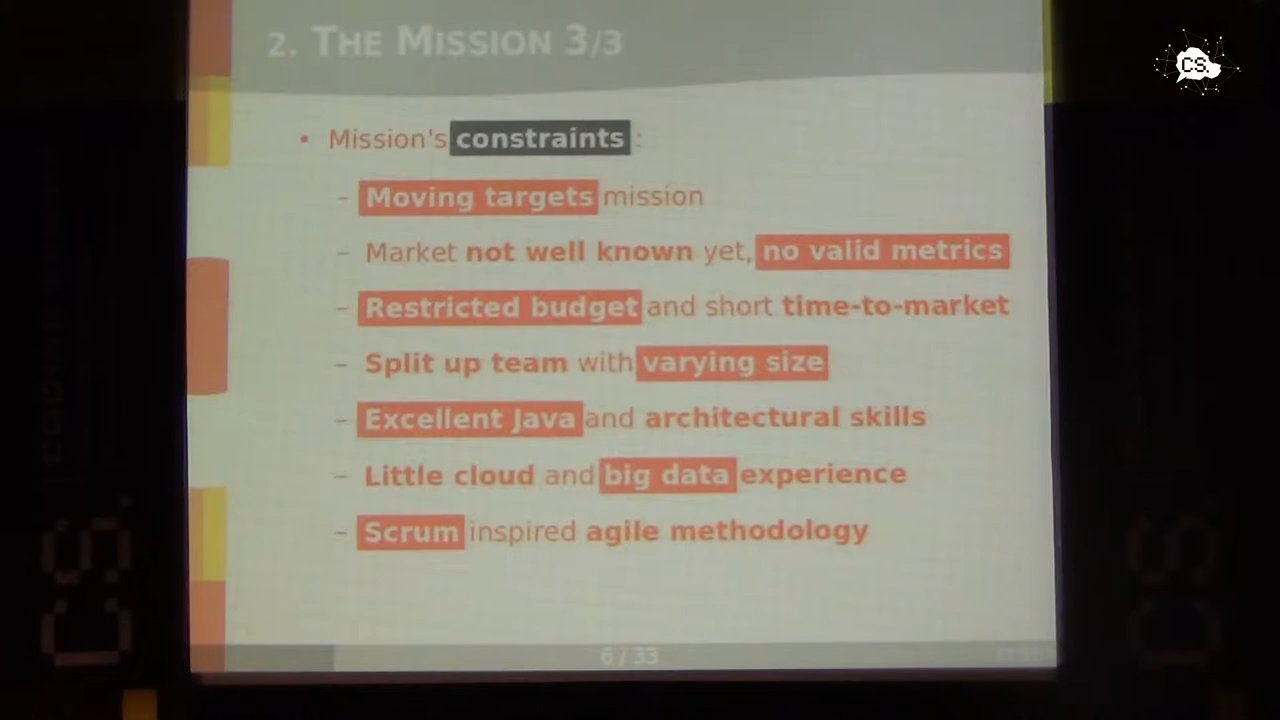 2. THE MISSION 3/3
CS.
• Mission's constraints :
– Moving targets mission
– Market not well known yet, no valid metrics
– Restricted budget and short time-to-market
– Split up team with varying size
– Excellent Java and architectural skills
– Little cloud and big data experience
– Scrum inspired agile methodology
6 / 33
CS.
CS